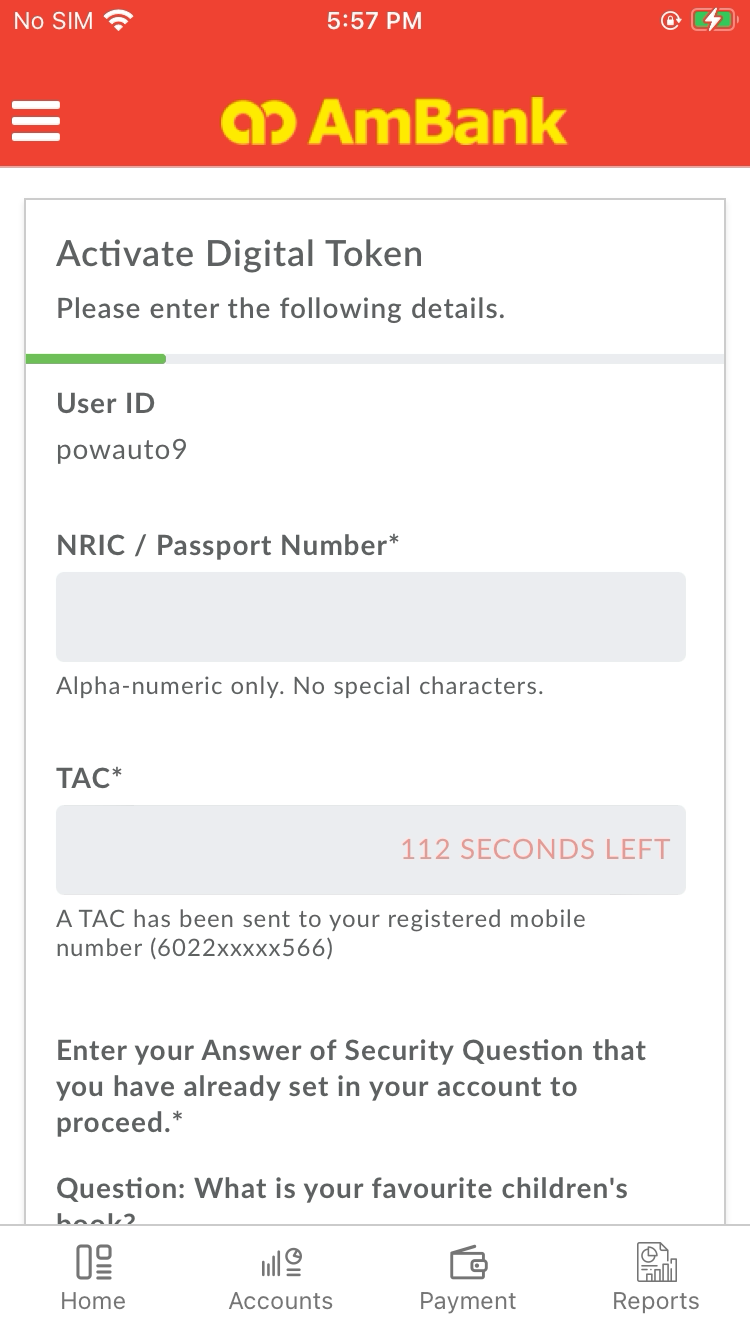 No SIM 5:57 PM
AmBank
Activate Digital Token
Please enter the following details.
User ID
powauto9
NRIC / Passport Number*
Alpha-numeric only. No special characters.
TAC*
112 SECONDS LEFT
A TAC has been sent to your registered mobile
number (6022xxxxx566)
Enter your Answer of Security Question that
you have already set in your account to
proceed.*
Question: What is your favourite children's
book?
Home Accounts Payment Reports